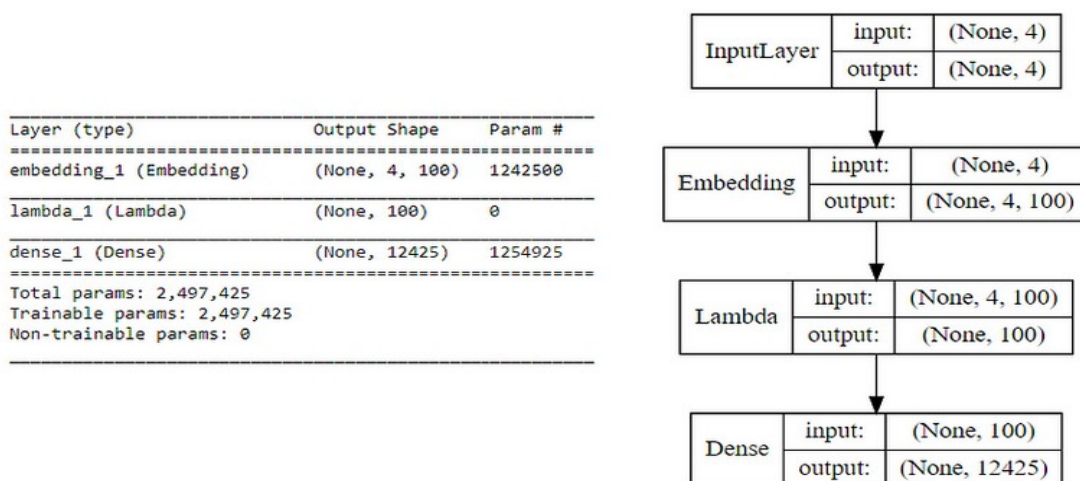 Layer (type) Output Shape Param #
embedding_1 (Embedding) (None, 4, 100) 1242500
lambda_1 (Lambda) (None, 100) 0
dense_1 (Dense) (None, 12425) 1254925
Total params: 2,497,425
Trainable params: 2,497,425
Non-trainable params: 0
InputLayer
input: (None, 4)
output: (None, 4)
Embedding
input: (None, 4)
output: (None, 4, 100)
Lambda
input: (None, 4, 100)
output: (None, 100)
Dense
input: (None, 100)
output: (None, 12425)